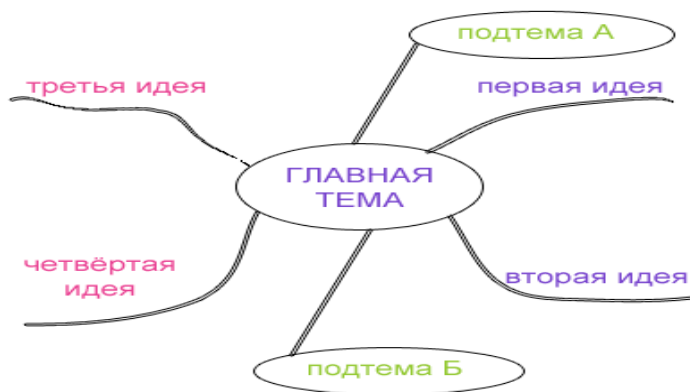 подтема А
третья идея
первая идея
ГЛАВНАЯ
ТЕМА
четвёртая
идея
вторая идея
подтема Б